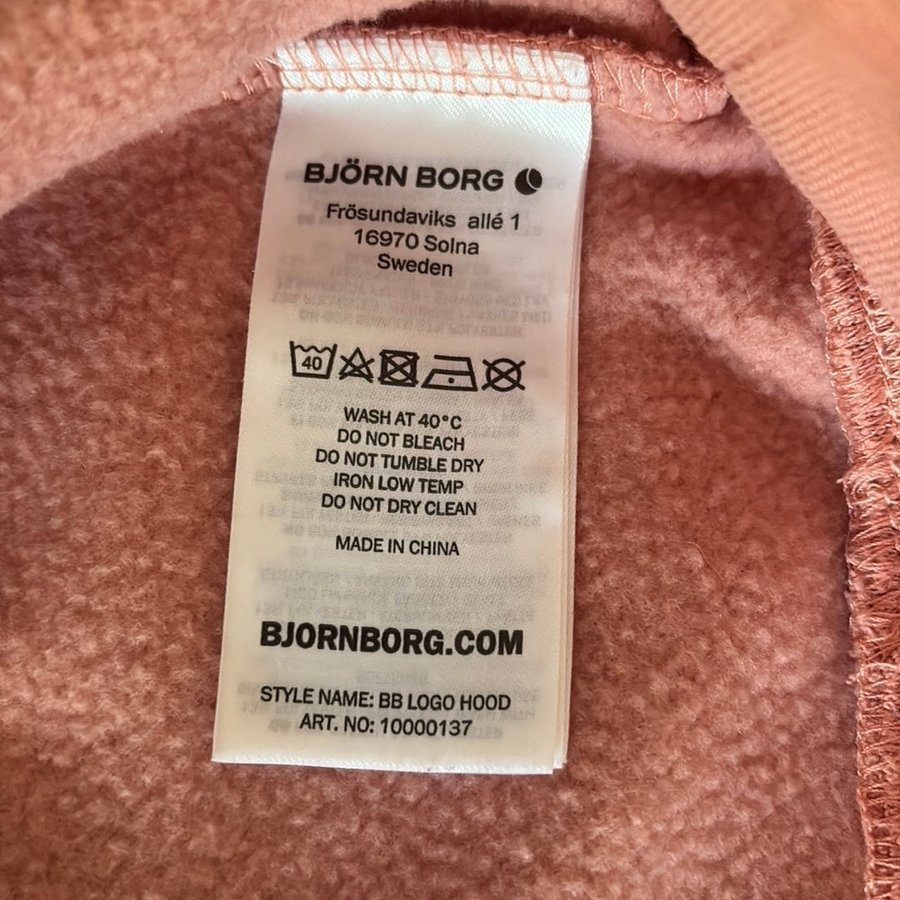 BJÖRN BORG
Frösundaviks allé 1
16970 Solna
Sweden
40
WASH AT 40°C
DO NOT BLEACH
DO NOT TUMBLE DRY
IRON LOW TEMP
DO NOT DRY CLEAN
MADE IN CHINA
BJORNBORG.COM
STYLE NAME: BB LOGO HOOD
ART. NO: 10000137